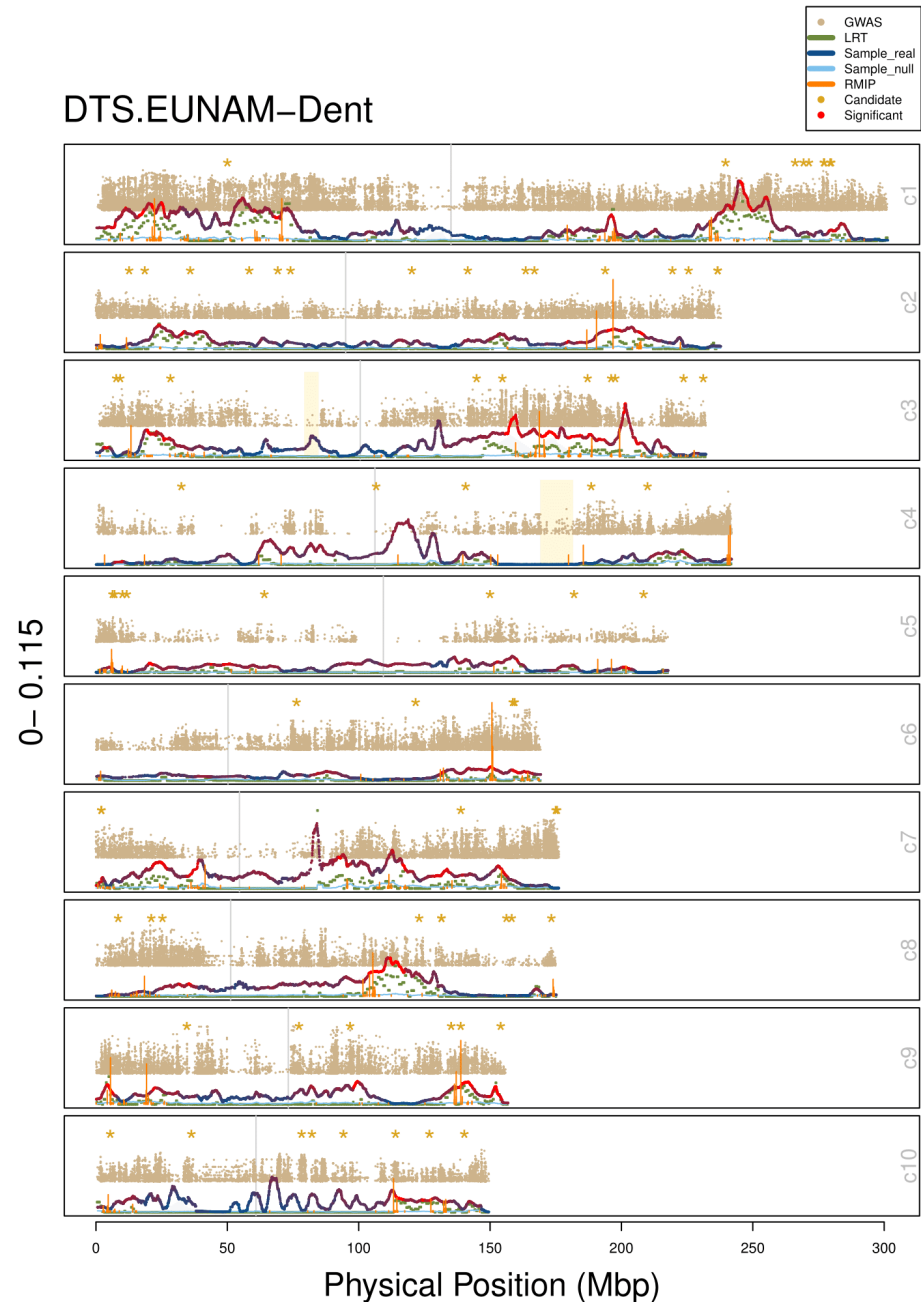 GWAS
LRT
Sample_real
Sample_null
RMIP
Candidate
Significant
DTS.EUNAM−Dent
c1
c2
c3
c4
c5
c6
c7
c8
c9
c10
0− 0.115
0 50 100 150 200 250 300
Physical Position (Mbp)